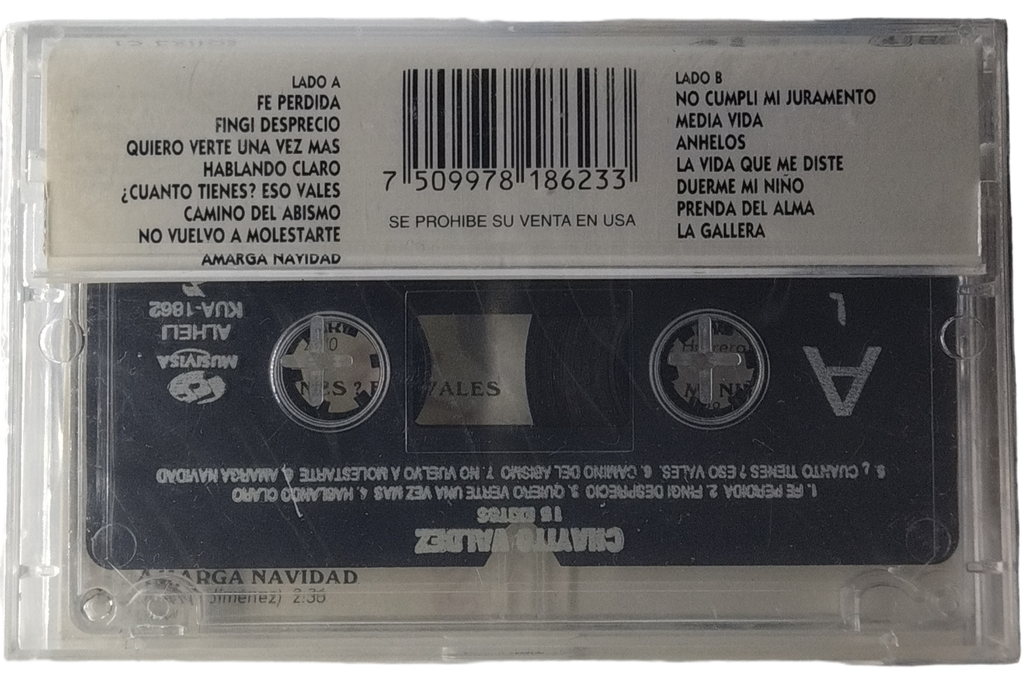 LADO A
FE PERDIDA
FINGI DESPRECIO
QUIERO VERTE UNA VEZ MAS
HABLANDO CLARO
¿CUANTO TIENES? ESO VALES
CAMINO DEL ABISMO
NO VUELVO A MOLESTARTE
AMARGA NAVIDAD
7 509978 186233
SE PROHIBE SU VENTA EN USA
LADO B
NO CUMPLI MI JURAMENTO
MEDIA VIDA
ANHELOS
LA VIDA QUE ME DISTE
DUERME MI NIÑO
PRENDA DEL ALMA
LA GALLERA
CHAYITO VALDEZ
15 EXITOS
1. FE PERDIDA 2. FINGI DESPRECIO 3. QUIERO VERTE UNA VEZ MAS 4. HABLANDO CLARO
5. ¿ CUANTO TIENES ? ESO VALES. 6. CAMINO DEL ABISMO 7. NO VUELVO A MOLESTARTE 8. AMARGA NAVIDAD
A
MUSIVISA
ALHELI
KUA-1862
VALES
AMARGA NAVIDAD
Jiménez) 2:36